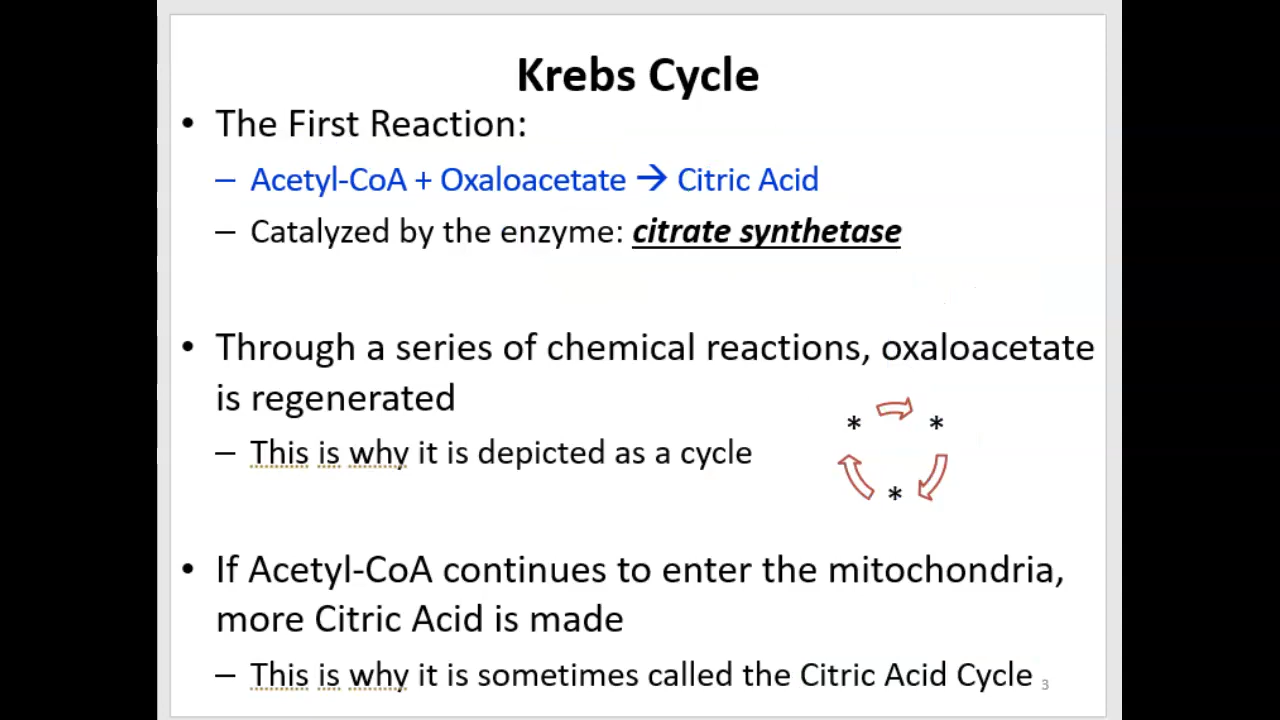 Krebs Cycle
• The First Reaction:
– Acetyl-CoA + Oxaloacetate → Citric Acid
– Catalyzed by the enzyme: citrate synthetase
• Through a series of chemical reactions, oxaloacetate
is regenerated
– This is why it is depicted as a cycle
* *
*
• If Acetyl-CoA continues to enter the mitochondria,
more Citric Acid is made
– This is why it is sometimes called the Citric Acid Cycle
3